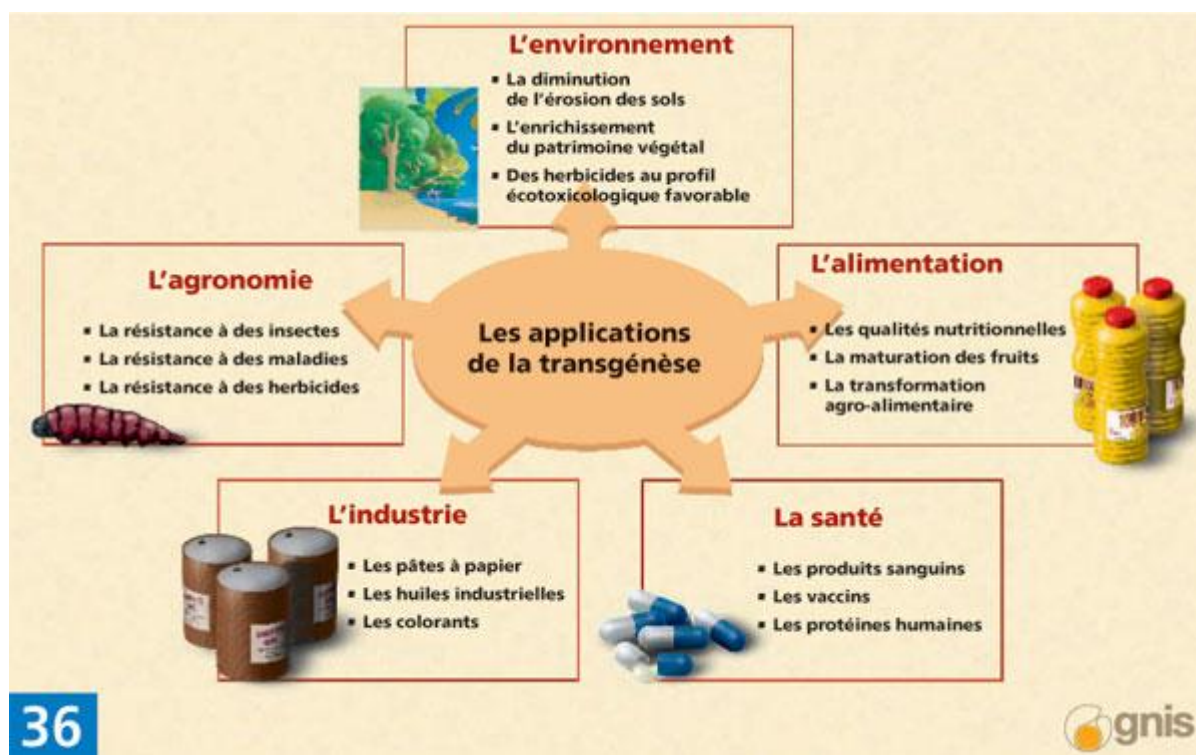 L'environnement
▪ La diminution
de l'érosion des sols
▪ L'enrichissement
du patrimoine végétal
▪ Des herbicides au profil
écotoxicologique favorable
L'agronomie
▪ La résistance à des insectes
▪ La résistance à des maladies
▪ La résistance à des herbicides
Les applications
de la transgénèse
L'alimentation
▪ Les qualités nutritionnelles
▪ La maturation des fruits
▪ La transformation
agro-alimentaire
L'industrie
▪ Les pâtes à papier
▪ Les huiles industrielles
▪ Les colorants
La santé
▪ Les produits sanguins
▪ Les vaccins
▪ Les protéines humaines
36
gnis